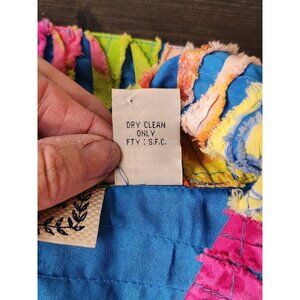 DRY CLEAN
ONLY
FTY : S.F.C.